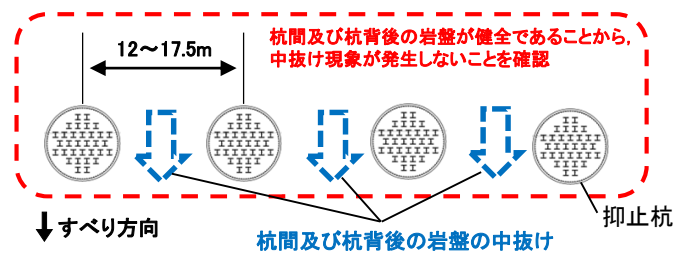 12～17.5m
杭間及び杭背後の岩盤が健全であることから,
中抜け現象が発生しないことを確認
抑止杭
すべり方向
杭間及び杭背後の岩盤の中抜け